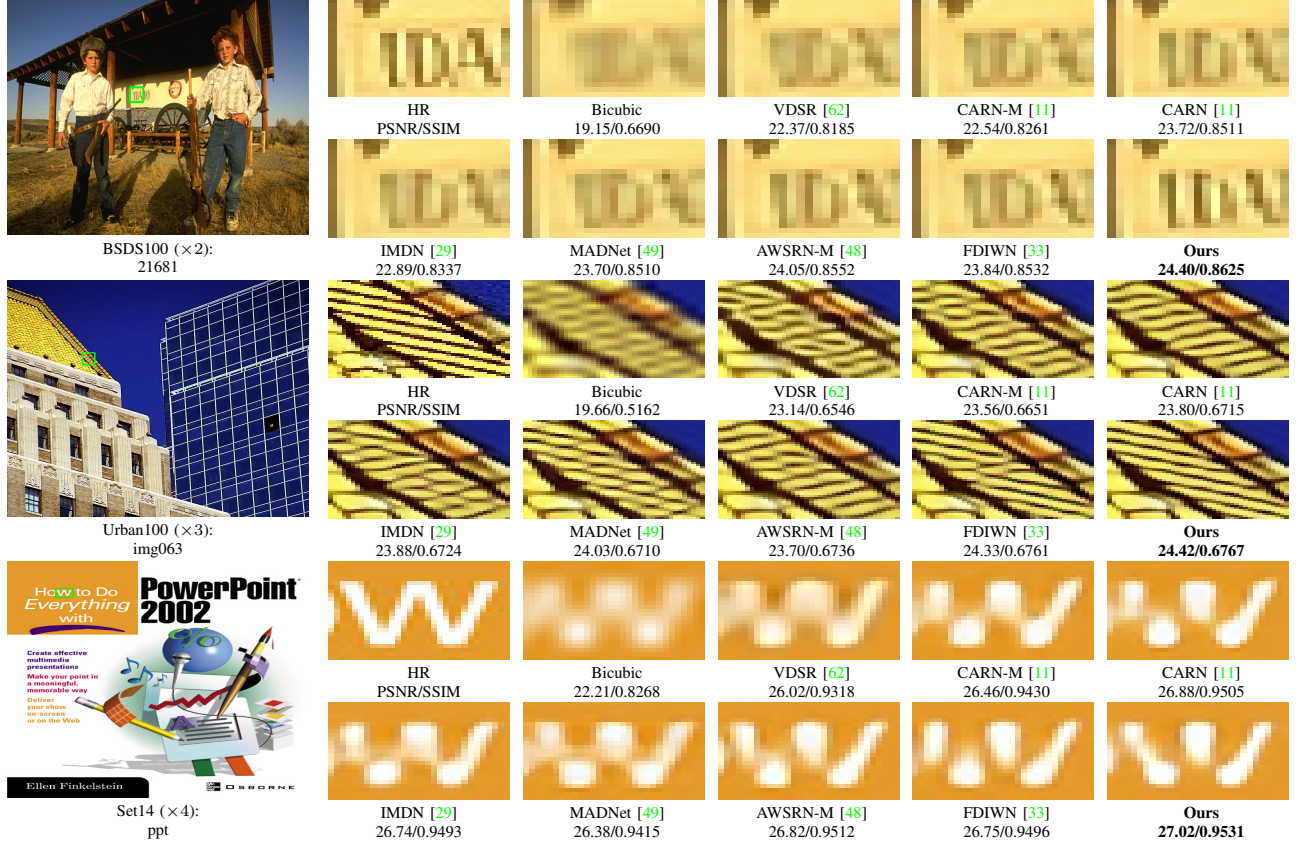 HR
PSNR/SSIM
Bicubic
19.15/0.6690
VDSR [62]
22.37/0.8185
CARN-M [11]
22.54/0.8261
CARN [11]
23.72/0.8511
IMDN [29]
22.89/0.8337
MADNet [49]
23.70/0.8510
AWSRN-M [48]
24.05/0.8552
FDIWN [33]
23.84/0.8532
Ours
24.40/0.8625
BSDS100 (×2):
21681
HR
PSNR/SSIM
Bicubic
19.66/0.5162
VDSR [62]
23.14/0.6546
CARN-M [11]
23.56/0.6651
CARN [11]
23.80/0.6715
IMDN [29]
23.88/0.6724
MADNet [49]
24.03/0.6710
AWSRN-M [48]
23.70/0.6736
FDIWN [33]
24.33/0.6761
Ours
24.42/0.6767
Urban100 (×3):
img063
How to Do
Everything
with
PowerPoint
2002
Create effective
multimedia
presentations
Make your point in
a meaningful,
memorable way
Deliver
your show
on-screen
or on the Web
%
Ellen Finkelstein
OSBORNE
W
HR
PSNR/SSIM
Bicubic
22.21/0.8268
VDSR [62]
26.02/0.9318
CARN-M [11]
26.46/0.9430
CARN [11]
26.88/0.9505
IMDN [29]
26.74/0.9493
MADNet [49]
26.38/0.9415
AWSRN-M [48]
26.82/0.9512
FDIWN [33]
26.75/0.9496
Ours
27.02/0.9531
Set14 (×4):
ppt